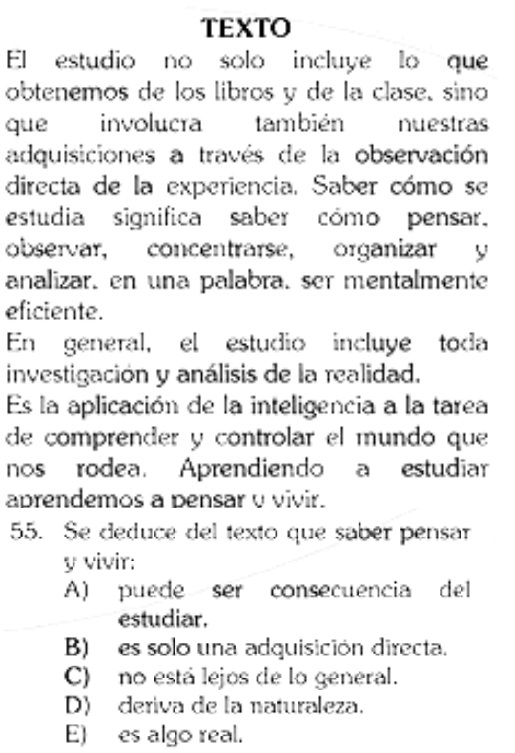 TEXTO
El estudio no solo incluye lo que
obtenemos de los libros y de la clase, sino
que involucra también nuestras
adquisiciones a través de la observación
directa de la experiencia. Saber cómo se
estudia significa saber cómo pensar,
observar, concentrarse, organizar y
analizar, en una palabra, ser mentalmente
eficiente.
En general, el estudio incluye toda
investigación y análisis de la realidad.
Es la aplicación de la inteligencia a la tarea
de comprender y controlar el mundo que
nos rodea. Aprendiendo a estudiar
aprendemos a pensar y vivir.
55. Se deduce del texto que saber pensar
y vivir:
A) puede ser consecuencia del
estudiar.
B) es solo una adquisición directa.
C) no está lejos de lo general.
D) deriva de la naturaleza.
E) es algo real.